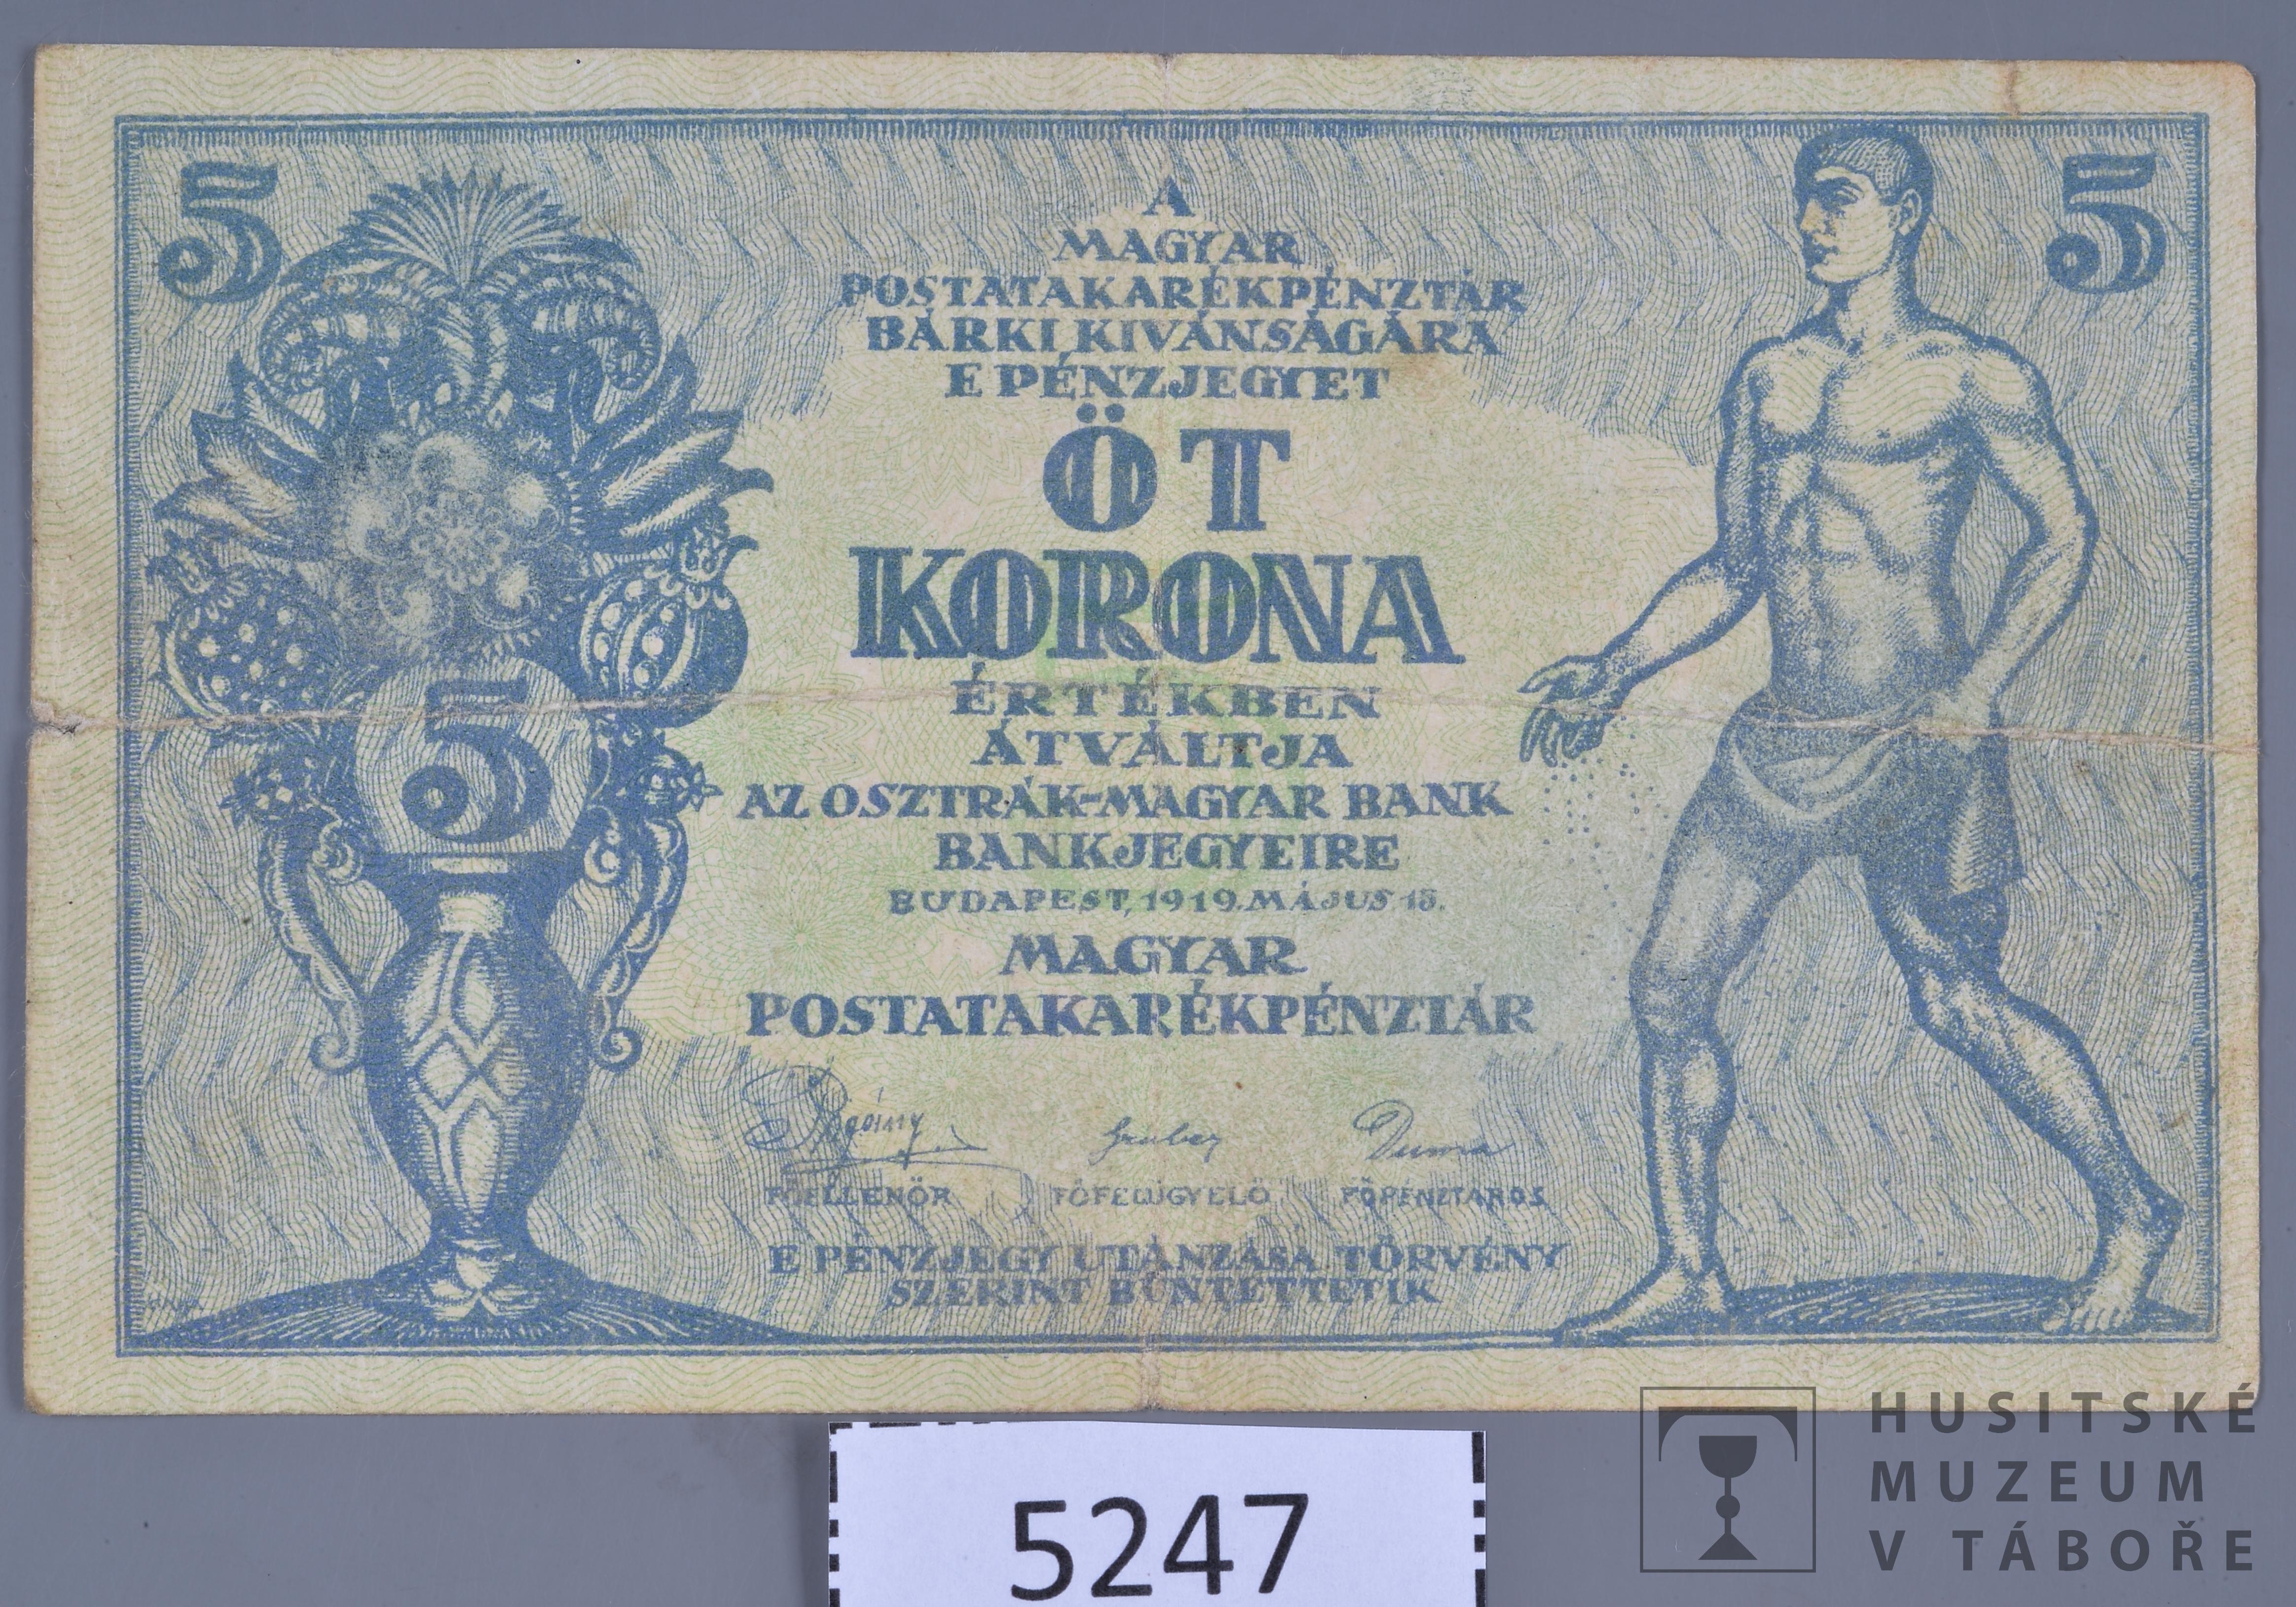 5
5
A
MAGYAR
POSTATAKARÉKPÉNZTÁR
BÁRKI KIVÁNSÁGÁRA
E PÉNZJEGYET
ÖT
KORONA
ÉRTÉKBEN
ÁTVÁLTJA
AZ OSZTRÁK-MAGYAR BANK
BANKJEGYEIRE
BUDAPEST, 1919. MÁJUS 15.
MAGYAR
POSTATAKARÉKPÉNZTÁR
5
FŐELLENŐR FŐFELÜGYELŐ FŐPÉNZTÁROS
E PÉNZJEGY UTÁNZÁSA TÖRVÉNY
SZERINT BÜNTETTETIK
5247
HUSITSKÉ
MUZEUM
V TÁBOŘE